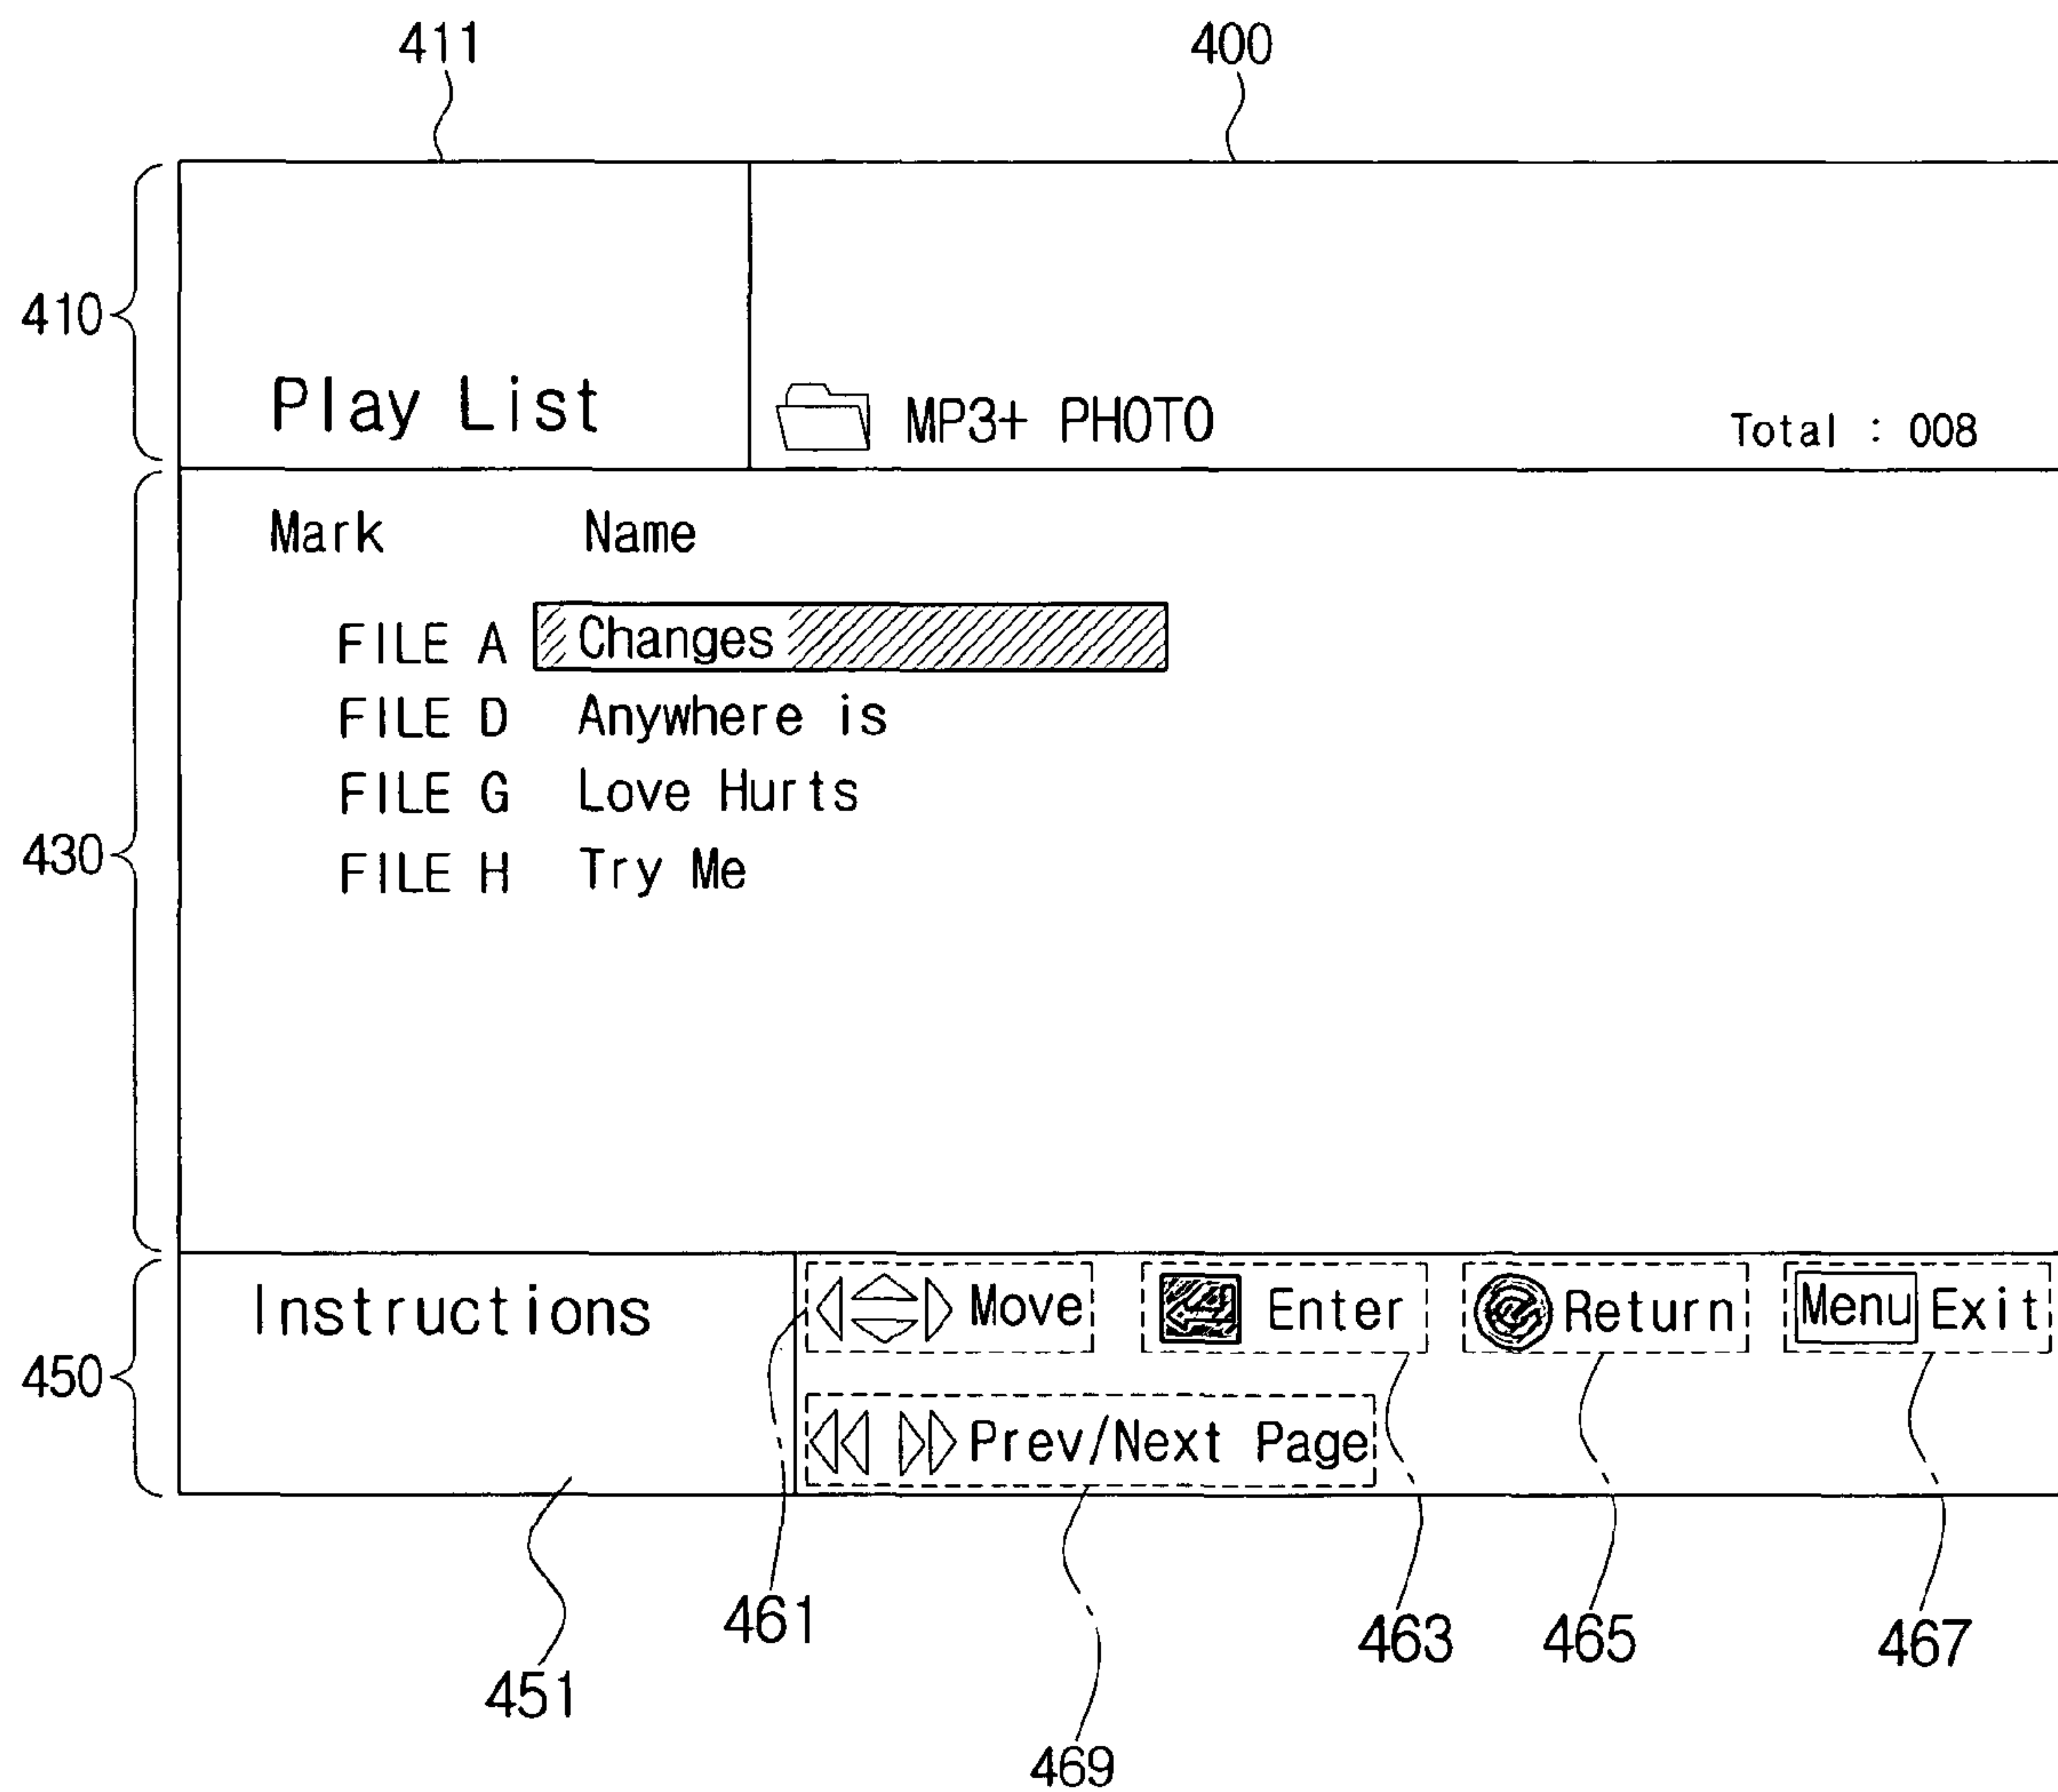 411 400
410
Play List MP3+ PHOTO Total : 008
Mark Name
FILE A Changes
FILE D Anywhere is
FILE G Love Hurts
430
FILE H Try Me
Instructions Move Enter Return Menu Exit
450
Prev/Next Page
461 463 465 467
451
469